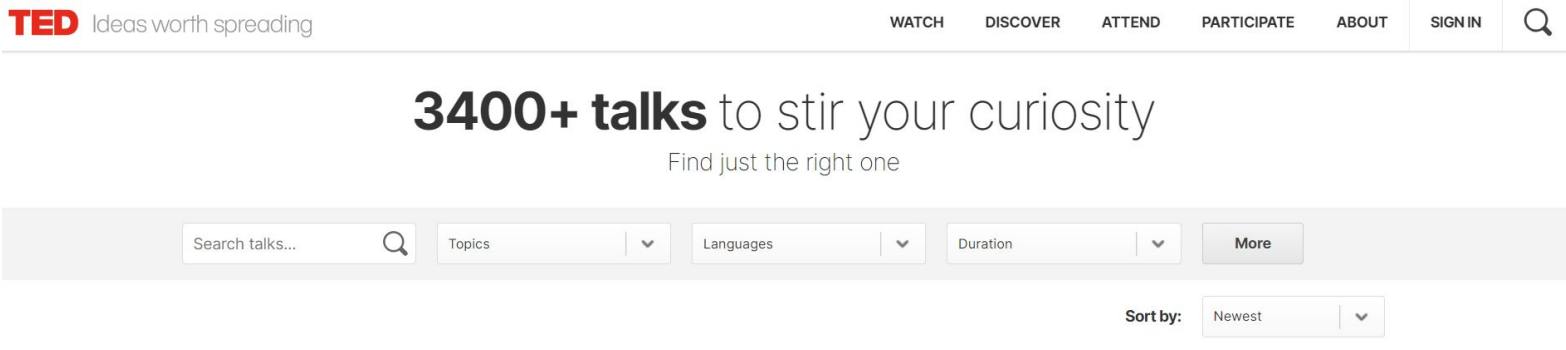 TED Ideas worth spreading WATCH DISCOVER ATTEND PARTICIPATE ABOUT SIGN IN
3400+ talks to stir your curiosity
Find just the right one
Search talks... Topics Languages Duration More
Sort by: Newest